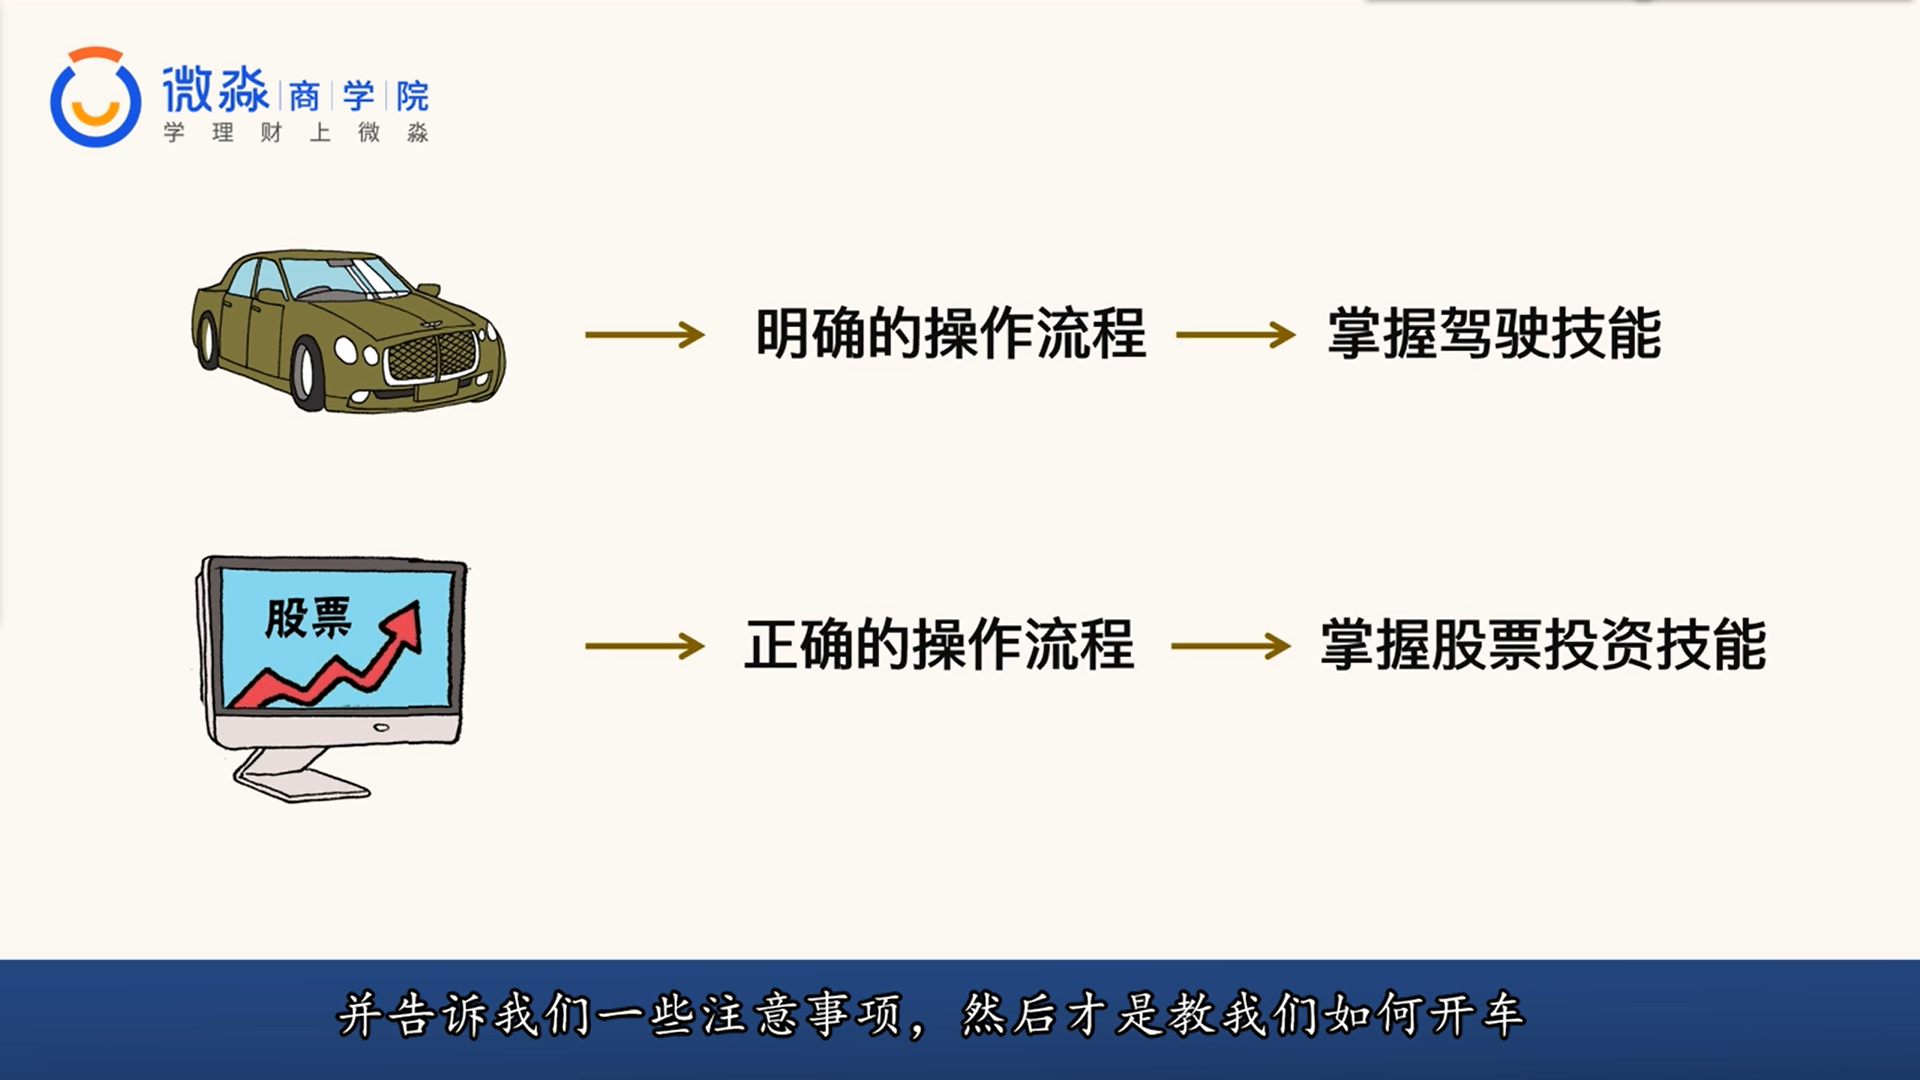 微淼商学院
学理财上微淼
明确的操作流程
掌握驾驶技能
股票
正确的操作流程
掌握股票投资技能
并告诉我们一些注意事项，然后才是教我们如何开车